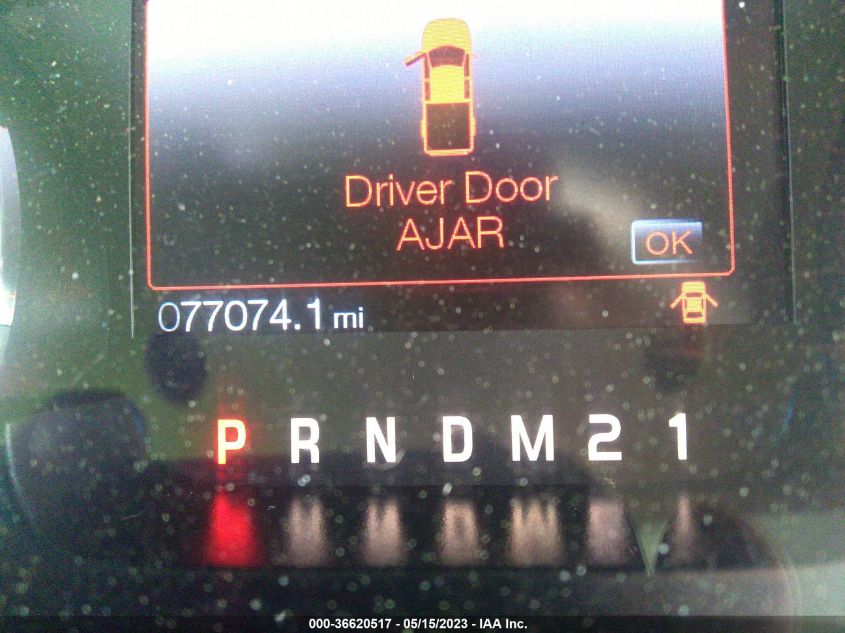 Driver Door
AJAR
OK
077074.1 mi
P R N D M 2 1
000-36620517 - 05/15/2023 - IAA Inc.